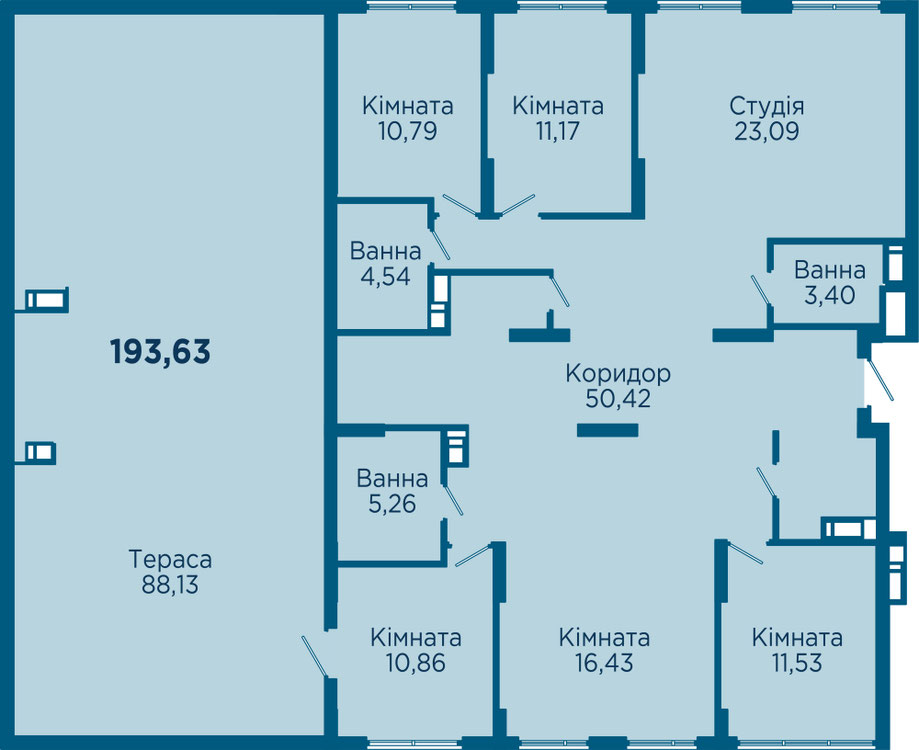 Кімната
10,79
Кімната
11,17
Студія
23,09
Ванна
4,54
Ванна
3,40
193,63
Коридор
50,42
Ванна
5,26
Тераса
88,13
Кімната
10,86
Кімната
16,43
Кімната
11,53